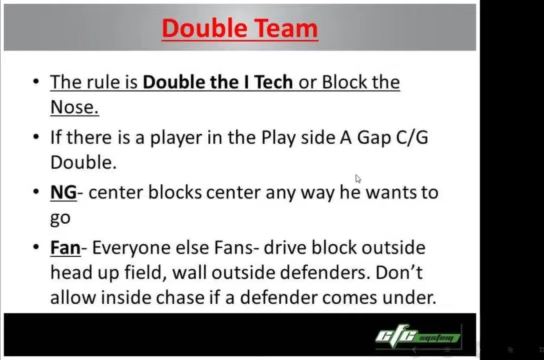 Double Team
• The rule is Double the I Tech or Block the
Nose.
• If there is a player in the Play side A Gap C/G
Double.
• NG- center blocks center any way he wants to
go
• Fan- Everyone else Fans- drive block outside
head up field, wall outside defenders. Don't
allow inside chase if a defender comes under.
cfc system